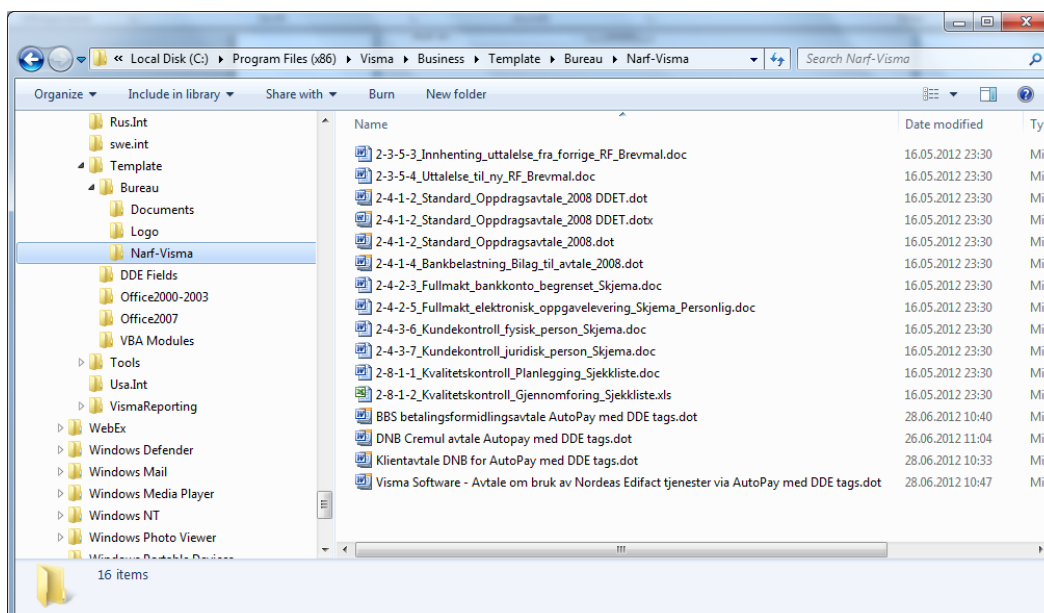 « Local Disk (C:) ▸ Program Files (x86) ▸ Visma ▸ Business ▸ Template ▸ Bureau ▸ Narf-Visma
Search Narf-Visma
Organize Include in library Share with Burn New folder
Rus.Int
swe.int
Template
Bureau
Documents
Logo
Narf-Visma
DDE Fields
Office2000-2003
Office2007
VBA Modules
Tools
Usa.Int
VismaReporting
WebEx
Windows Defender
Windows Mail
Windows Media Player
Windows NT
Windows Photo Viewer
Windows Portable Devices
Name Date modified Ty
2-3-5-3_Innhenting_uttalelse_fra_forrige_RF_Brevmal.doc 16.05.2012 23:30 Mi
2-3-5-4_Uttalelse_til_ny_RF_Brevmal.doc 16.05.2012 23:30 Mi
2-4-1-2_Standard_Oppdragsavtale_2008 DDET.dot 16.05.2012 23:30 Mi
2-4-1-2_Standard_Oppdragsavtale_2008 DDET.dotx 16.05.2012 23:30 Mi
2-4-1-2_Standard_Oppdragsavtale_2008.dot 16.05.2012 23:30 Mi
2-4-1-4_Bankbelastning_Bilag_til_avtale_2008.dot 16.05.2012 23:30 Mi
2-4-2-3_Fullmakt_bankkonto_begrenset_Skjema.doc 16.05.2012 23:30 Mi
2-4-2-5_Fullmakt_elektronisk_oppgavelevering_Skjema_Personlig.doc 16.05.2012 23:30 Mi
2-4-3-6_Kundekontroll_fysisk_person_Skjema.doc 16.05.2012 23:30 Mi
2-4-3-7_Kundekontroll_juridisk_person_Skjema.doc 16.05.2012 23:30 Mi
2-8-1-1_Kvalitetskontroll_Planlegging_Sjekkliste.doc 16.05.2012 23:30 Mi
2-8-1-2_Kvalitetskontroll_Gjennomforing_Sjekkliste.xls 16.05.2012 23:30 Mi
BBS betalingsformidlingsavtale AutoPay med DDE tags.dot 28.06.2012 10:40 Mi
DNB Cremul avtale Autopay med DDE tags.dot 26.06.2012 11:04 Mi
Klientavtale DNB for AutoPay med DDE tags.dot 28.06.2012 10:33 Mi
Visma Software - Avtale om bruk av Nordeas Edifact tjenester via AutoPay med DDE tags.dot 28.06.2012 10:47 Mi
16 items